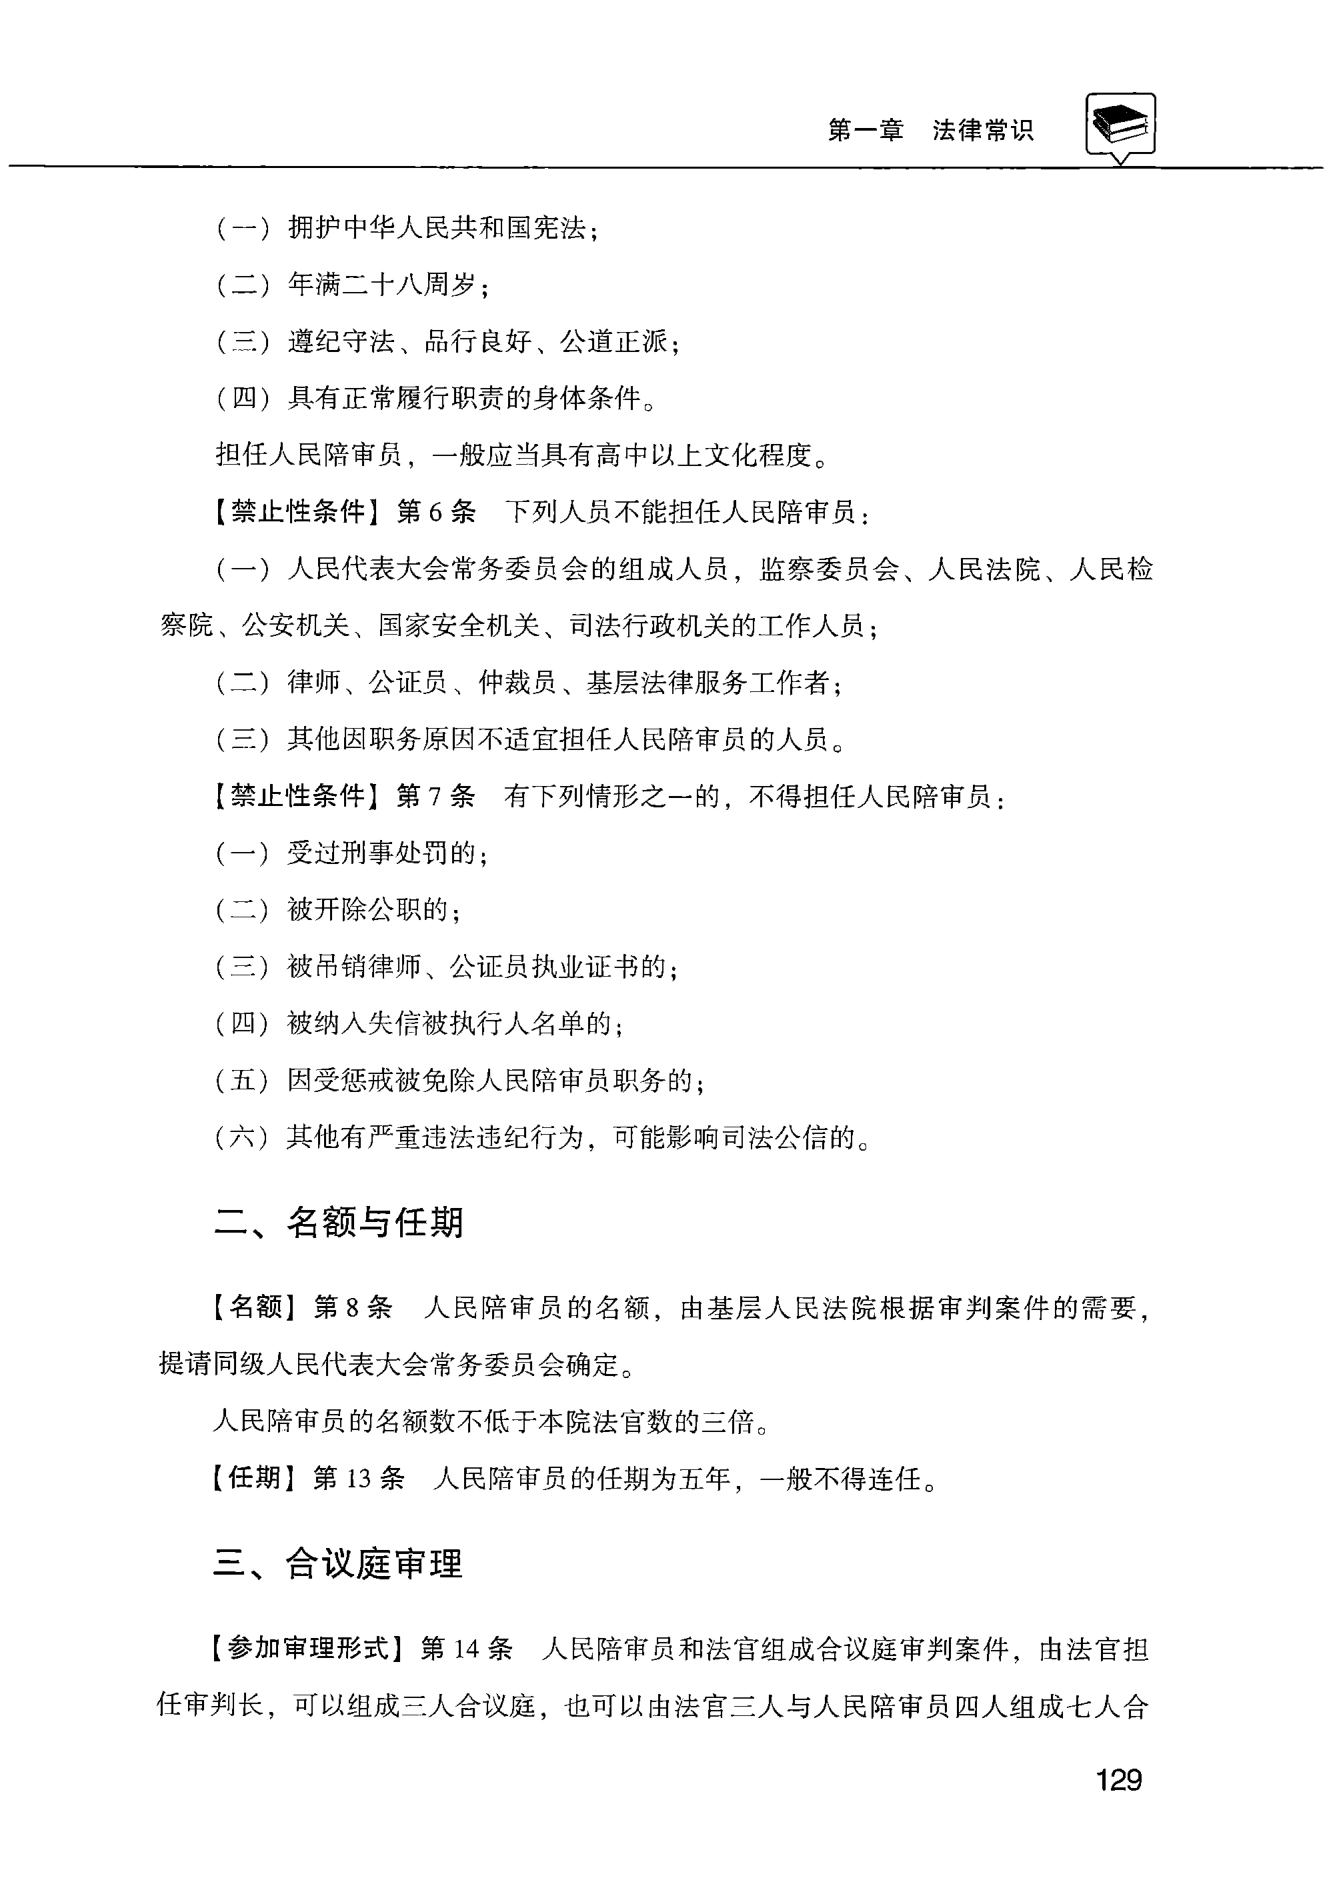 第一章　法律常识
（一）拥护中华人民共和国宪法；
（二）年满二十八周岁；
（三）遵纪守法、品行良好、公道正派；
（四）具有正常履行职责的身体条件。
担任人民陪审员，一般应当具有高中以上文化程度。
【禁止性条件】第6条　下列人员不能担任人民陪审员：
（一）人民代表大会常务委员会的组成人员，监察委员会、人民法院、人民检
察院、公安机关、国家安全机关、司法行政机关的工作人员；
（二）律师、公证员、仲裁员、基层法律服务工作者；
（三）其他因职务原因不适宜担任人民陪审员的人员。
【禁止性条件】第7条　有下列情形之一的，不得担任人民陪审员：
（一）受过刑事处罚的；
（二）被开除公职的；
（三）被吊销律师、公证员执业证书的；
（四）被纳入失信被执行人名单的；
（五）因受惩戒被免除人民陪审员职务的；
（六）其他有严重违法违纪行为，可能影响司法公信的。
二、名额与任期
【名额】第8条　人民陪审员的名额，由基层人民法院根据审判案件的需要，
提请同级人民代表大会常务委员会确定。
人民陪审员的名额数不低于本院法官数的三倍。
【任期】第13条　人民陪审员的任期为五年，一般不得连任。
三、合议庭审理
【参加审理形式】第14条　人民陪审员和法官组成合议庭审判案件，由法官担
任审判长，可以组成三人合议庭，也可以由法官三人与人民陪审员四人组成七人合
129